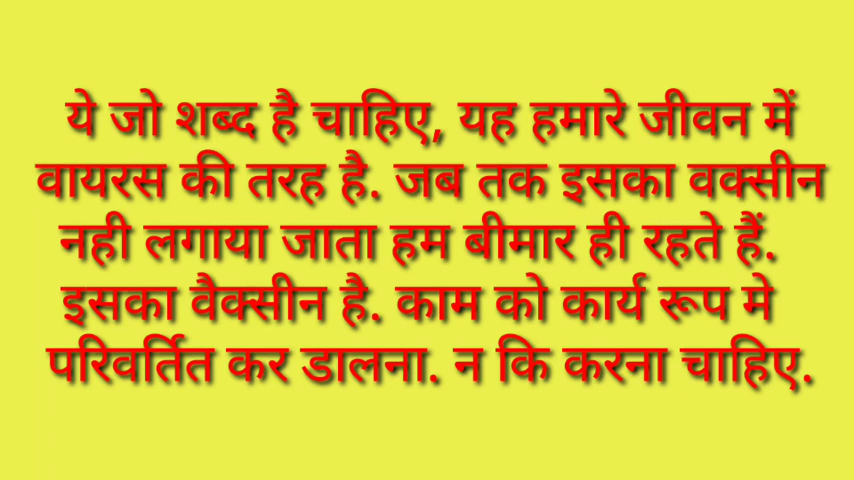 ये जो शब्द है चाहिए, यह हमारे जीवन में
वायरस की तरह है. जब तक इसका वक्सीन
नही लगाया जाता हम बीमार ही रहते हैं.
इसका वैक्सीन है. काम को कार्य रूप मे
परिवर्तित कर डालना. न कि करना चाहिए.